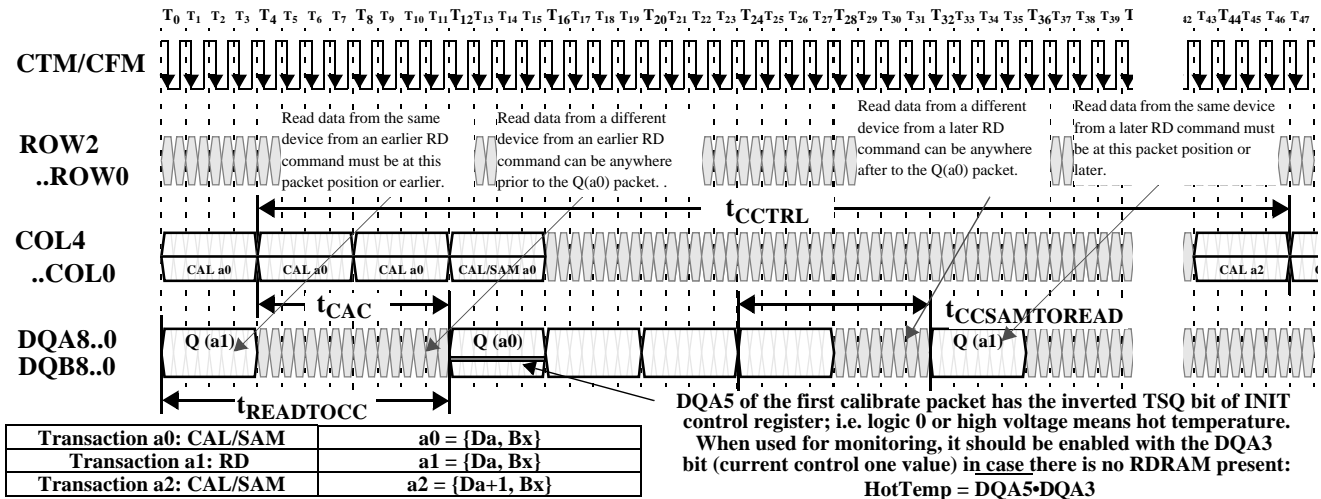 T0 T1 T2 T3 T4 T5 T6 T7 T8 T9 T10 T11 T12 T13 T14 T15 T16 T17 T18 T19 T20 T21 T22 T23 T24 T25 T26 T27 T28 T29 T30 T31 T32 T33 T34 T35 T36 T37 T38 T39 42 T43 T44 T45 T46 T47
CTM/CFM
Read data from the same
device from an earlier RD
command must be at this
packet position or earlier.
Read data from a different
device from an earlier RD
command can be anywhere
prior to the Q(a0) packet. .
Read data from a different
device from a later RD
command can be anywhere
after to the Q(a0) packet.
Read data from the same device
from a later RD command must
be at this packet position or
later.
ROW2
..ROW0
tCCTRL
COL4
..COL0
CAL a0 CAL a0 CAL a0 CAL/SAM a0 CAL a2
tCAC
tCCSAMTOREAD
DQA8..0
DQB8..0
Q (a1) Q (a0) Q (a1)
tREADTOCC
DQA5 of the first calibrate packet has the inverted TSQ bit of INIT
control register; i.e. logic 0 or high voltage means hot temperature.
When used for monitoring, it should be enabled with the DQA3
bit (current control one value) in case there is no RDRAM present:
HotTemp = DQA5•DQA3
Transaction a0: CAL/SAM a0 = {Da, Bx}
Transaction a1: RD a1 = {Da, Bx}
Transaction a2: CAL/SAM a2 = {Da+1, Bx}